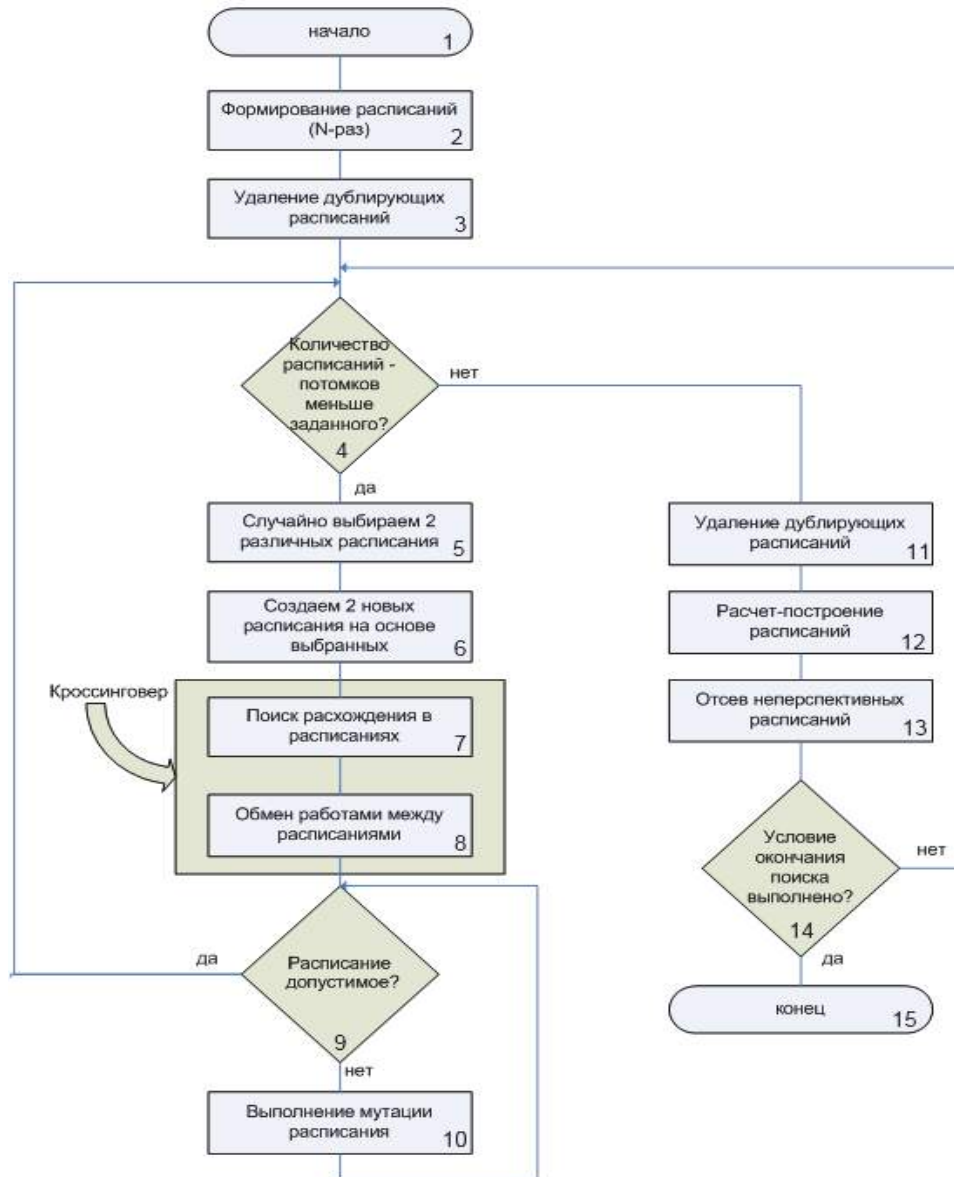 начало
1
Формирование расписаний
(N-раз)
2
Удаление дублирующих
расписаний
3
Количество
расписаний -
потомков
меньше
заданного?
4
нет
да
Случайно выбираем 2
различных расписания
5
Создаем 2 новых
расписания на основе
выбранных
6
Кроссинговер
Поиск расхождения в
расписаниях
7
Обмен работами между
расписаниями
8
да
Расписание
допустимое?
9
нет
Выполнение мутации
расписания
10
Удаление дублирующих
расписаний
11
Расчет-построение
расписаний
12
Отсев неперспективных
расписаний
13
Условие
окончания
поиска
выполнено?
14
нет
да
конец
15